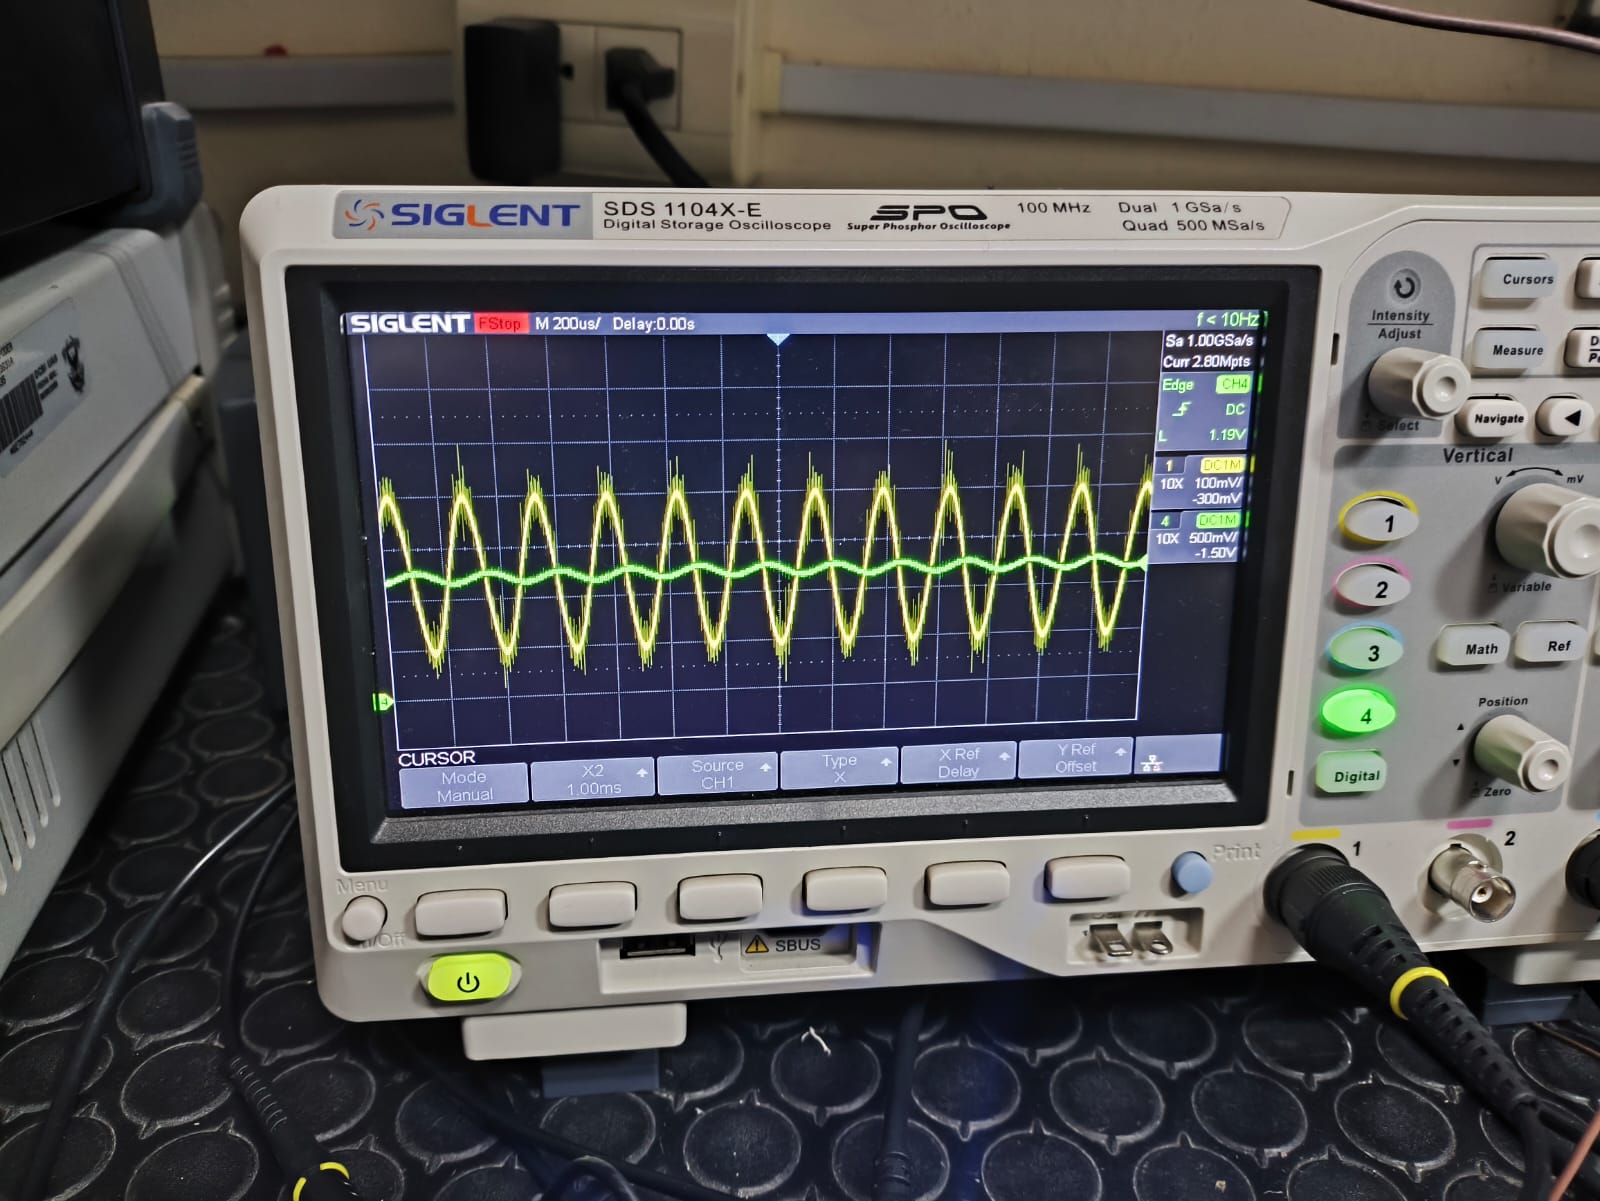 SIGLENT SDS 1104X-E SPO 100 MHz Dual 1 GSa/s
Digital Storage Oscilloscope Super Phosphor Oscilloscope Quad 500 MSa/s
SIGLENT FStop M 200us/ Delay:0.00s f < 10Hz
Sa 1.00GSa/s
Curr 2.80Mpts
Edge CH4
DC
L 1.19V
1 DC1M
10X 100mV/
-300mV
4 DC1M
10X 500mV/
-1.50V
4
CURSOR
Mode X2 Source Type X Ref Y Ref
Manual 1.00ms CH1 X Delay Offset
Cursors
Intensity
Adjust
Measure
Select
Navigate
Vertical
V mV
1
Variable
2
Math Ref
3
Position
4
Digital
Zero
Print
1
2
Menu
On/Off
SBUS